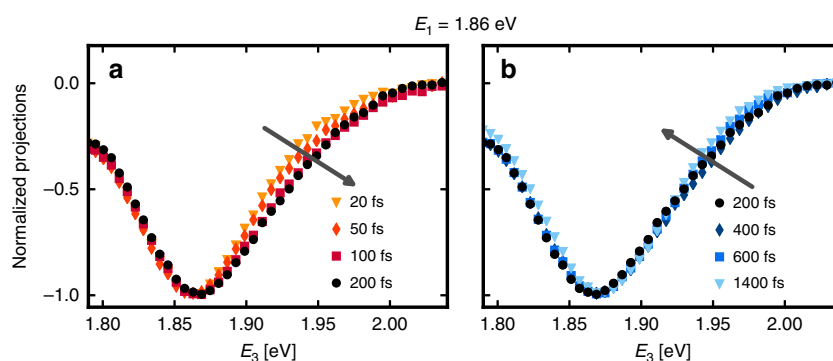 E₁ = 1.86 eV
a
b
Normalized projections
0.0
−0.5
−1.0
20 fs
50 fs
100 fs
200 fs
200 fs
400 fs
600 fs
1400 fs
1.80 1.85 1.90 1.95 2.00
1.80 1.85 1.90 1.95 2.00
E₃ [eV]
E₃ [eV]